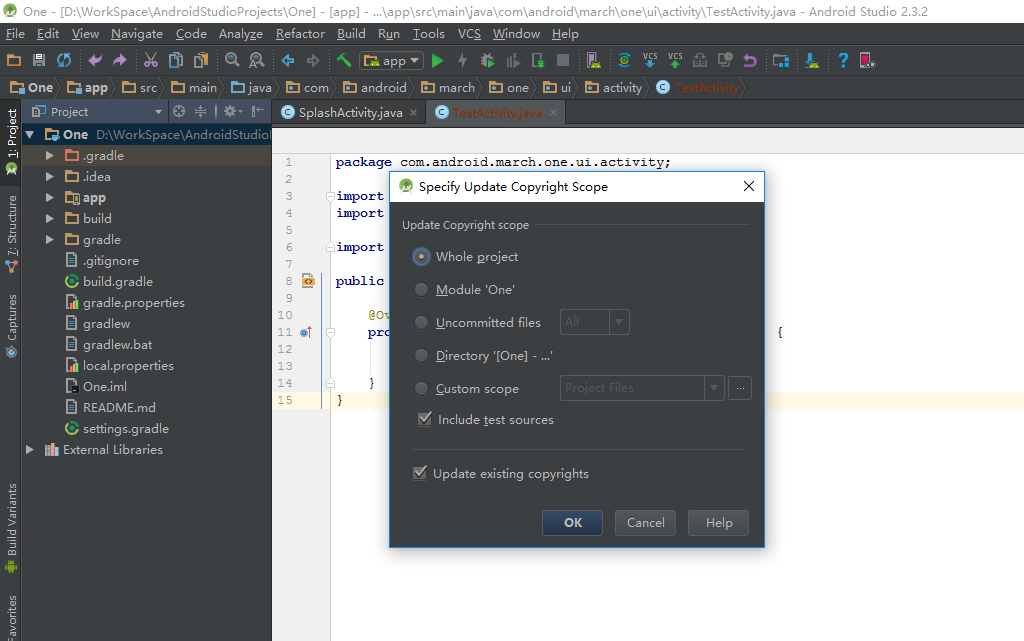 One - [D:\WorkSpace\AndroidStudioProjects\One] - [app] - ...\app\src\main\java\com\android\march\one\ui\activity\TestActivity.java - Android Studio 2.3.2
File Edit View Navigate Code Analyze Refactor Build Run Tools VCS Window Help
app VCS VCS
One app src main java com android march one ui activity TestActivity
Project SplashActivity.java TestActivity.java
1: Project
7: Structure
Captures
Build Variants
avorites
One D:\WorkSpace\AndroidStudioI
.gradle
.idea
app
build
gradle
.gitignore
build.gradle
gradle.properties
gradlew
gradlew.bat
local.properties
One.iml
README.md
settings.gradle
External Libraries
1 package com.android.march.one.ui.activity;
2
3 import
4 import
5
6 import
7
8 public
9
10 @Ov
11 pro {
12
13
14 }
15 }
Specify Update Copyright Scope
Update Copyright scope
Whole project
Module 'One'
Uncommitted files All
Directory '[One] - ...'
Custom scope Project Files ...
Include test sources
Update existing copyrights
OK Cancel Help